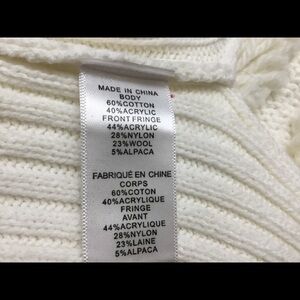 MADE IN CHINA
BODY
60%COTTON
40%ACRYLIC
FRONT FRINGE
44%ACRYLIC
28%NYLON
23%WOOL
5%ALPACA
FABRIQUÉ EN CHINE
CORPS
60%COTON
40%ACRYLIQUE
FRINGE
AVANT
44%ACRYLIQUE
28%NYLON
23%LAINE
5%ALPACA